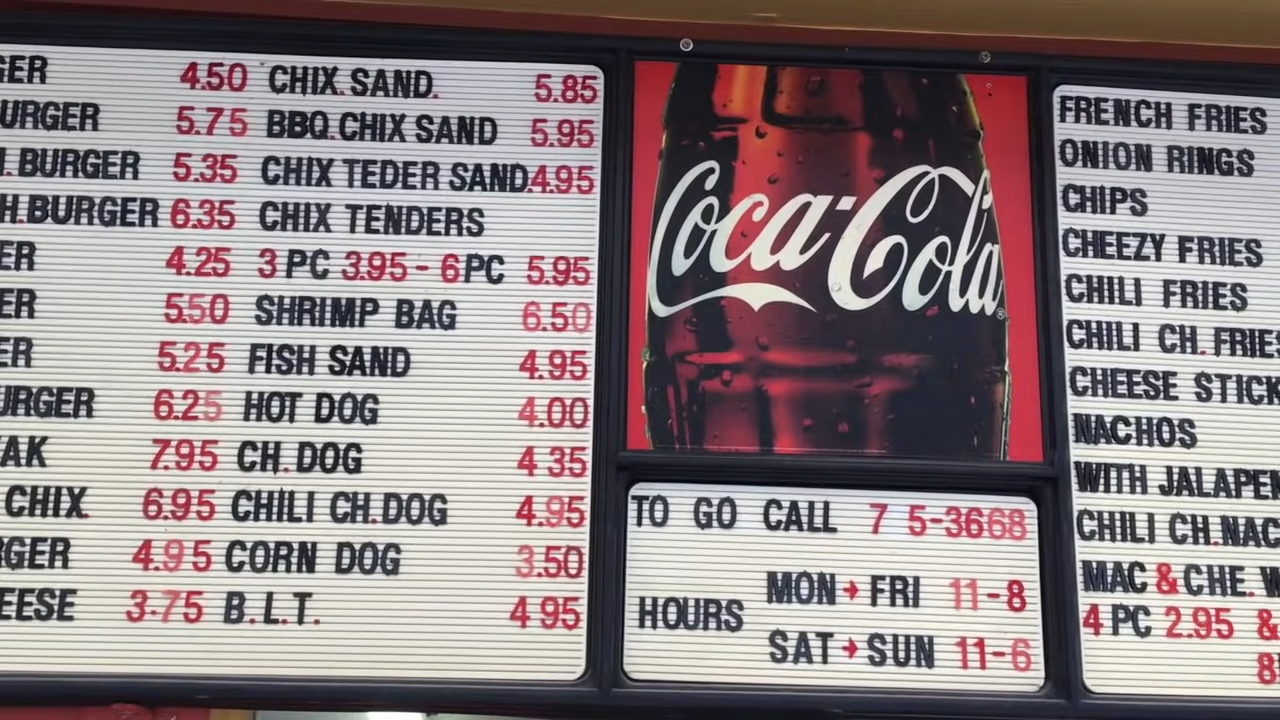 GER 4.50
URGER 5.75
.BURGER 5.35
H.BURGER 6.35
ER 4.25
ER 5.50
ER 5.25
URGER 6.25
AK 7.95
CHIX. 6.95
GER 4.95
EESE 3.75
CHIX. SAND. 5.85
BBQ.CHIX SAND 5.95
CHIX TEDER SAND.4.95
CHIX TENDERS
3 PC 3.95 - 6 PC 5.95
SHRIMP BAG 6.50
FISH SAND 4.95
HOT DOG 4.00
CH.DOG 4 35
CHILI CH.DOG 4.95
CORN DOG 3.50
B.L.T. 4 95
Coca-Cola®
TO GO CALL 7 5-3668
HOURS
MON→FRI 11-8
SAT→SUN 11-6
FRENCH FRIES
ONION RINGS
CHIPS
CHEEZY FRIES
CHILI FRIES
CHILI CH.FRIES
CHEESE STICK
NACHOS
WITH JALAPEN
CHILI CH.NAC
MAC & CHE.W
4 PC 2.95 &
8